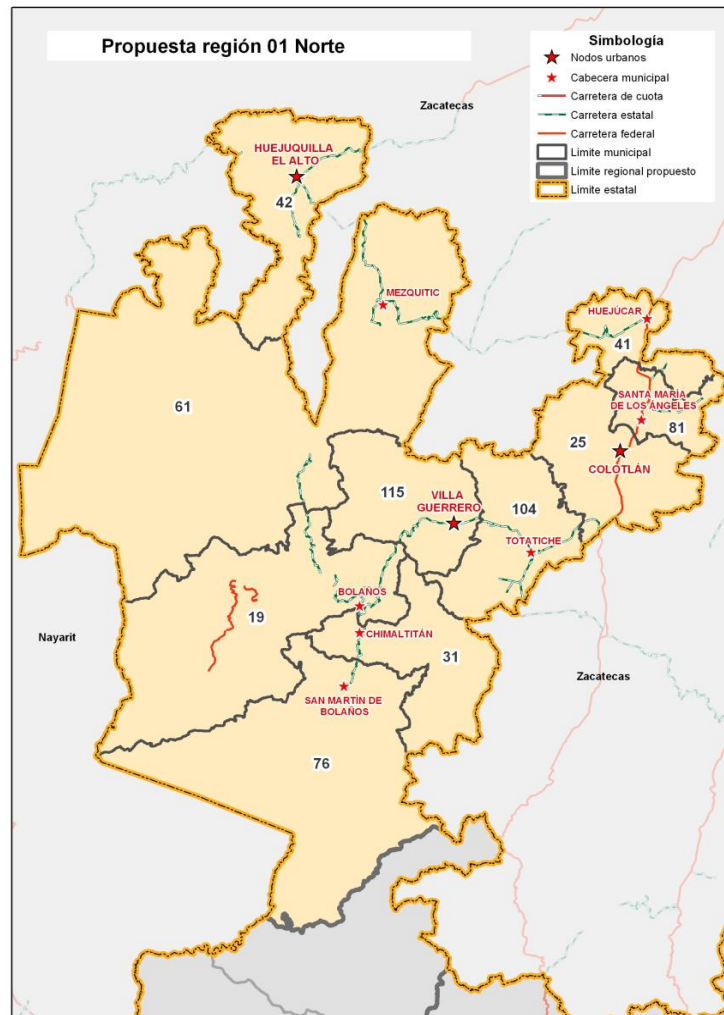 Propuesta región 01 Norte
Simbología
Nodos urbanos
Cabecera municipal
Carretera de cuota
Carretera estatal
Carretera federal
Límite municipal
Límite regional propuesto
Límite estatal
Zacatecas
HUEJUQUILLA
EL ALTO
42
MEZQUITIC
HUEJÚCAR
41
61
SANTA MARÍA
DE LOS ÁNGELES
25
81
COLOTLÁN
115
VILLA
GUERRERO
104
TOTATICHE
BOLAÑOS
19
CHIMALTITÁN
Nayarit
31
Zacatecas
SAN MARTÍN DE
BOLAÑOS
76